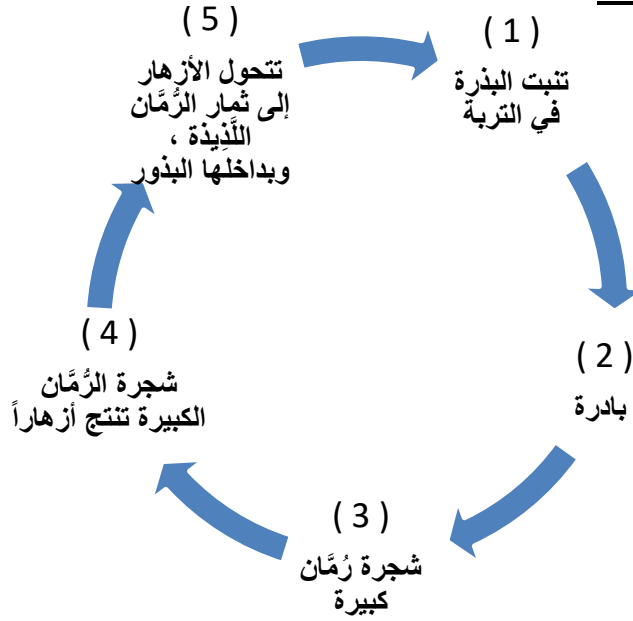 ( 1 )
تنبت البذرة
في التربة
( 2 )
بادرة
( 3 )
شجرة رُمَّان
كبيرة
( 4 )
شجرة الرُّمَّان
الكبيرة تنتج أزهاراً
( 5 )
تتحول الأزهار
إلى ثمار الرُّمَّان
اللَّذِيذة ،
وبداخلها البذور